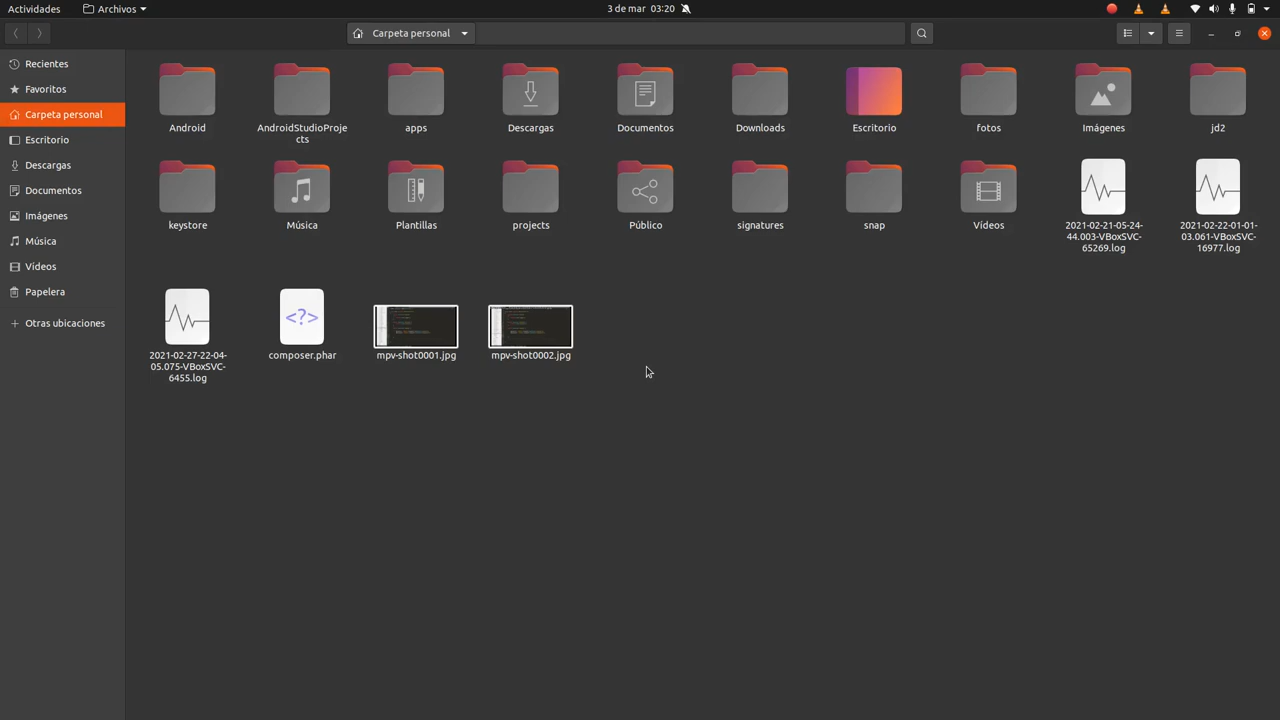 Actividades
Archivos
3 de mar 03:20
Carpeta personal
Recientes
Favoritos
Carpeta personal
Escritorio
Descargas
Documentos
Imágenes
Música
Vídeos
Papelera
Otras ubicaciones
Android
AndroidStudioProje
cts
apps
Descargas
Documentos
Downloads
Escritorio
fotos
Imágenes
jd2
keystore
Música
Plantillas
projects
Público
signatures
snap
Vídeos
2021-02-21-05-24-
44.003-VBoxSVC-
65269.log
2021-02-22-01-01-
03.061-VBoxSVC-
16977.log
2021-02-27-22-04-
05.075-VBoxSVC-
6455.log
<?>
composer.phar
mpv-shot0001.jpg
mpv-shot0002.jpg